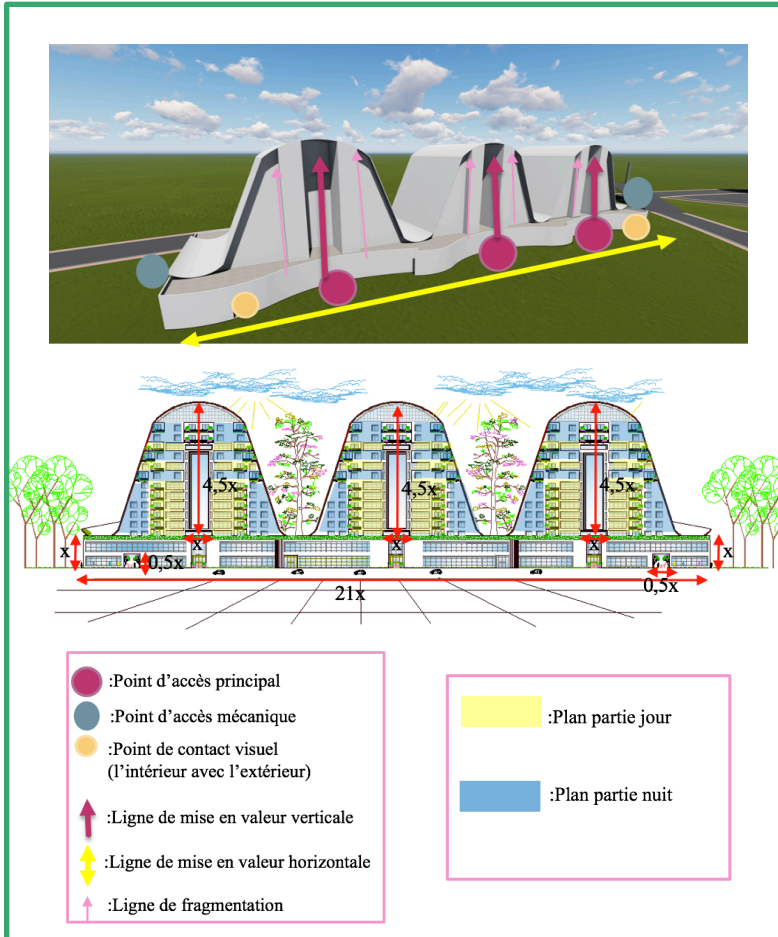 4,5x
4,5x
4,5x
x
x
x
x
x
0,5x
0,5x
21x
:Point d’accès principal
:Point d’accès mécanique
:Point de contact visuel
(l’intérieur avec l’extérieur)
:Ligne de mise en valeur verticale
:Ligne de mise en valeur horizontale
:Ligne de fragmentation
:Plan partie jour
:Plan partie nuit